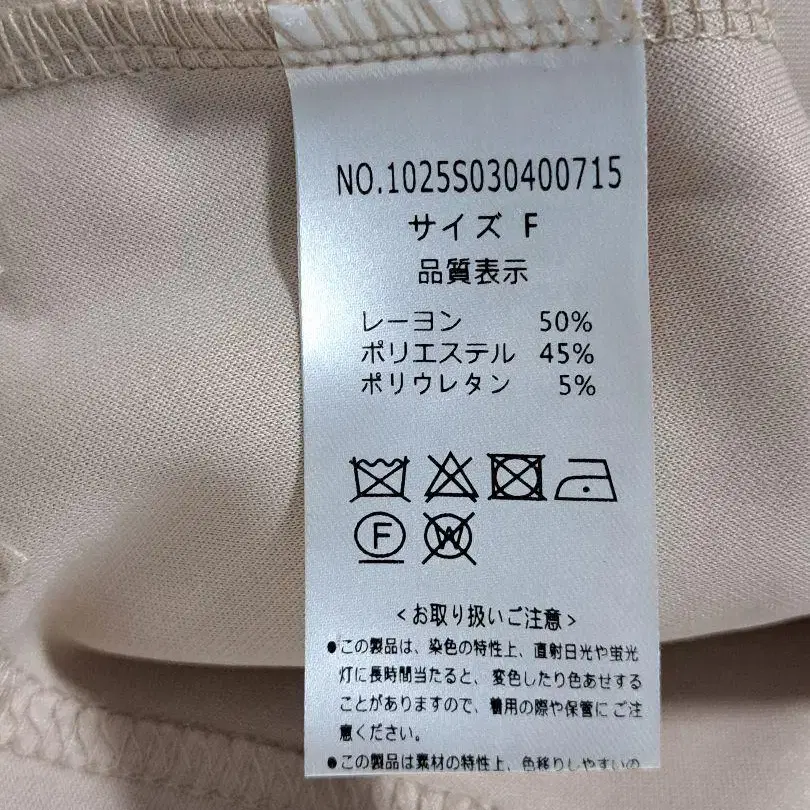 NO.1025S030400715
サイズ F
品質表示
レーヨン 50%
ポリエステル 45%
ポリウレタン 5%
F
W
<お取り扱いご注意>
●この製品は、染色の特性上、直射日光や蛍光
灯に長時間当たると、変色したり色あせする
ことがありますので、着用の際や保管にご注
意ください。
●この製品は素材の特性上、色移りしやすいの